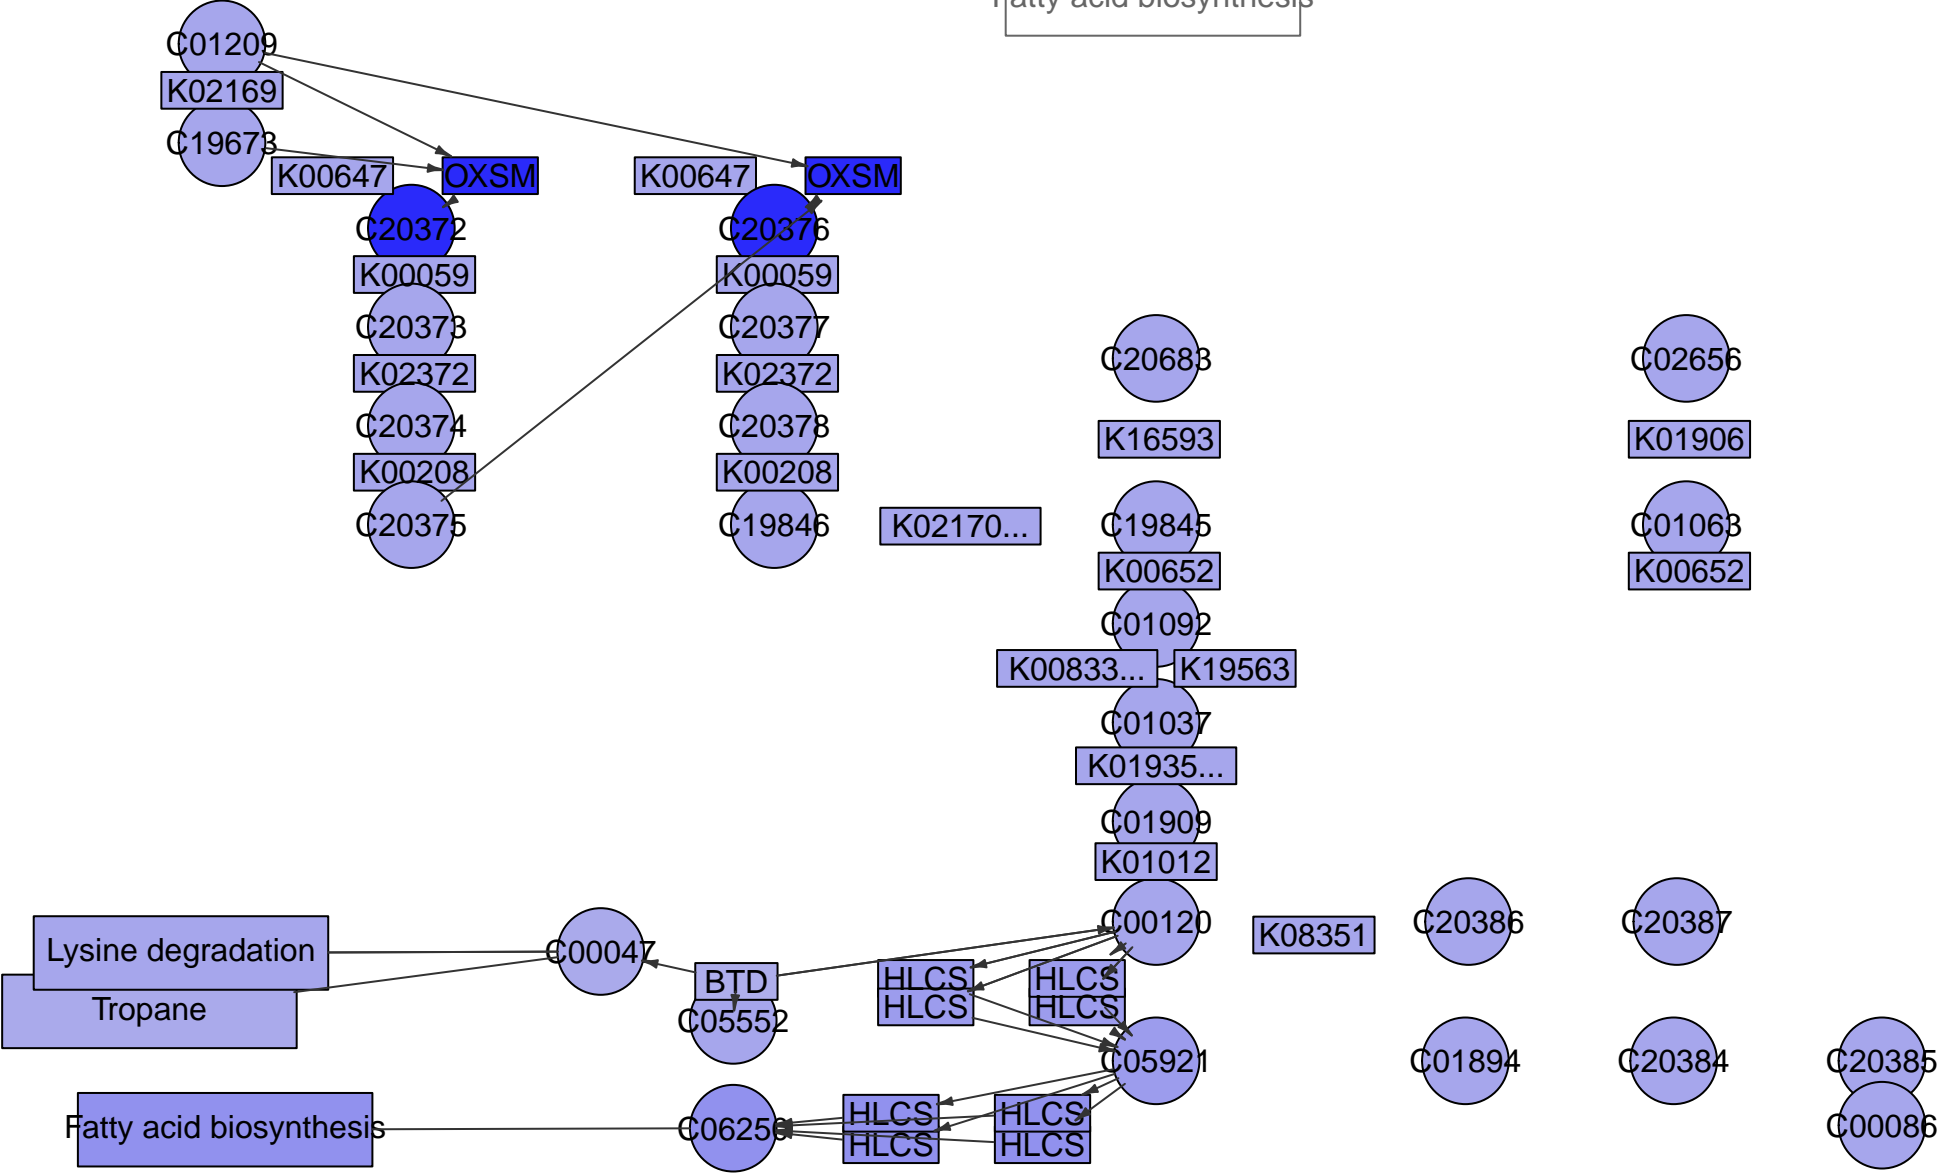 Fatty acid biosynthesis
C01209
K02169
C19673
K00647
OXSM
K00647
OXSM
C20372
C20376
K00059
K00059
C20373
C20377
C20683
C02656
K02372
K02372
C20374
C20378
K16593
K01906
K00208
K00208
C20375
C19846
K02170...
C19845
C01063
K00652
K00652
C01092
K00833...
K19563
C01037
K01935...
C01909
K01012
C00120
K08351
C20386
C20387
Lysine degradation
C00047
BTD
HLCS
HLCS
Tropane
HLCS
HLCS
C05552
C05921
C01894
C20384
C20385
Fatty acid biosynthesis
C06250
HLCS
HLCS
C00086
HLCS
HLCS